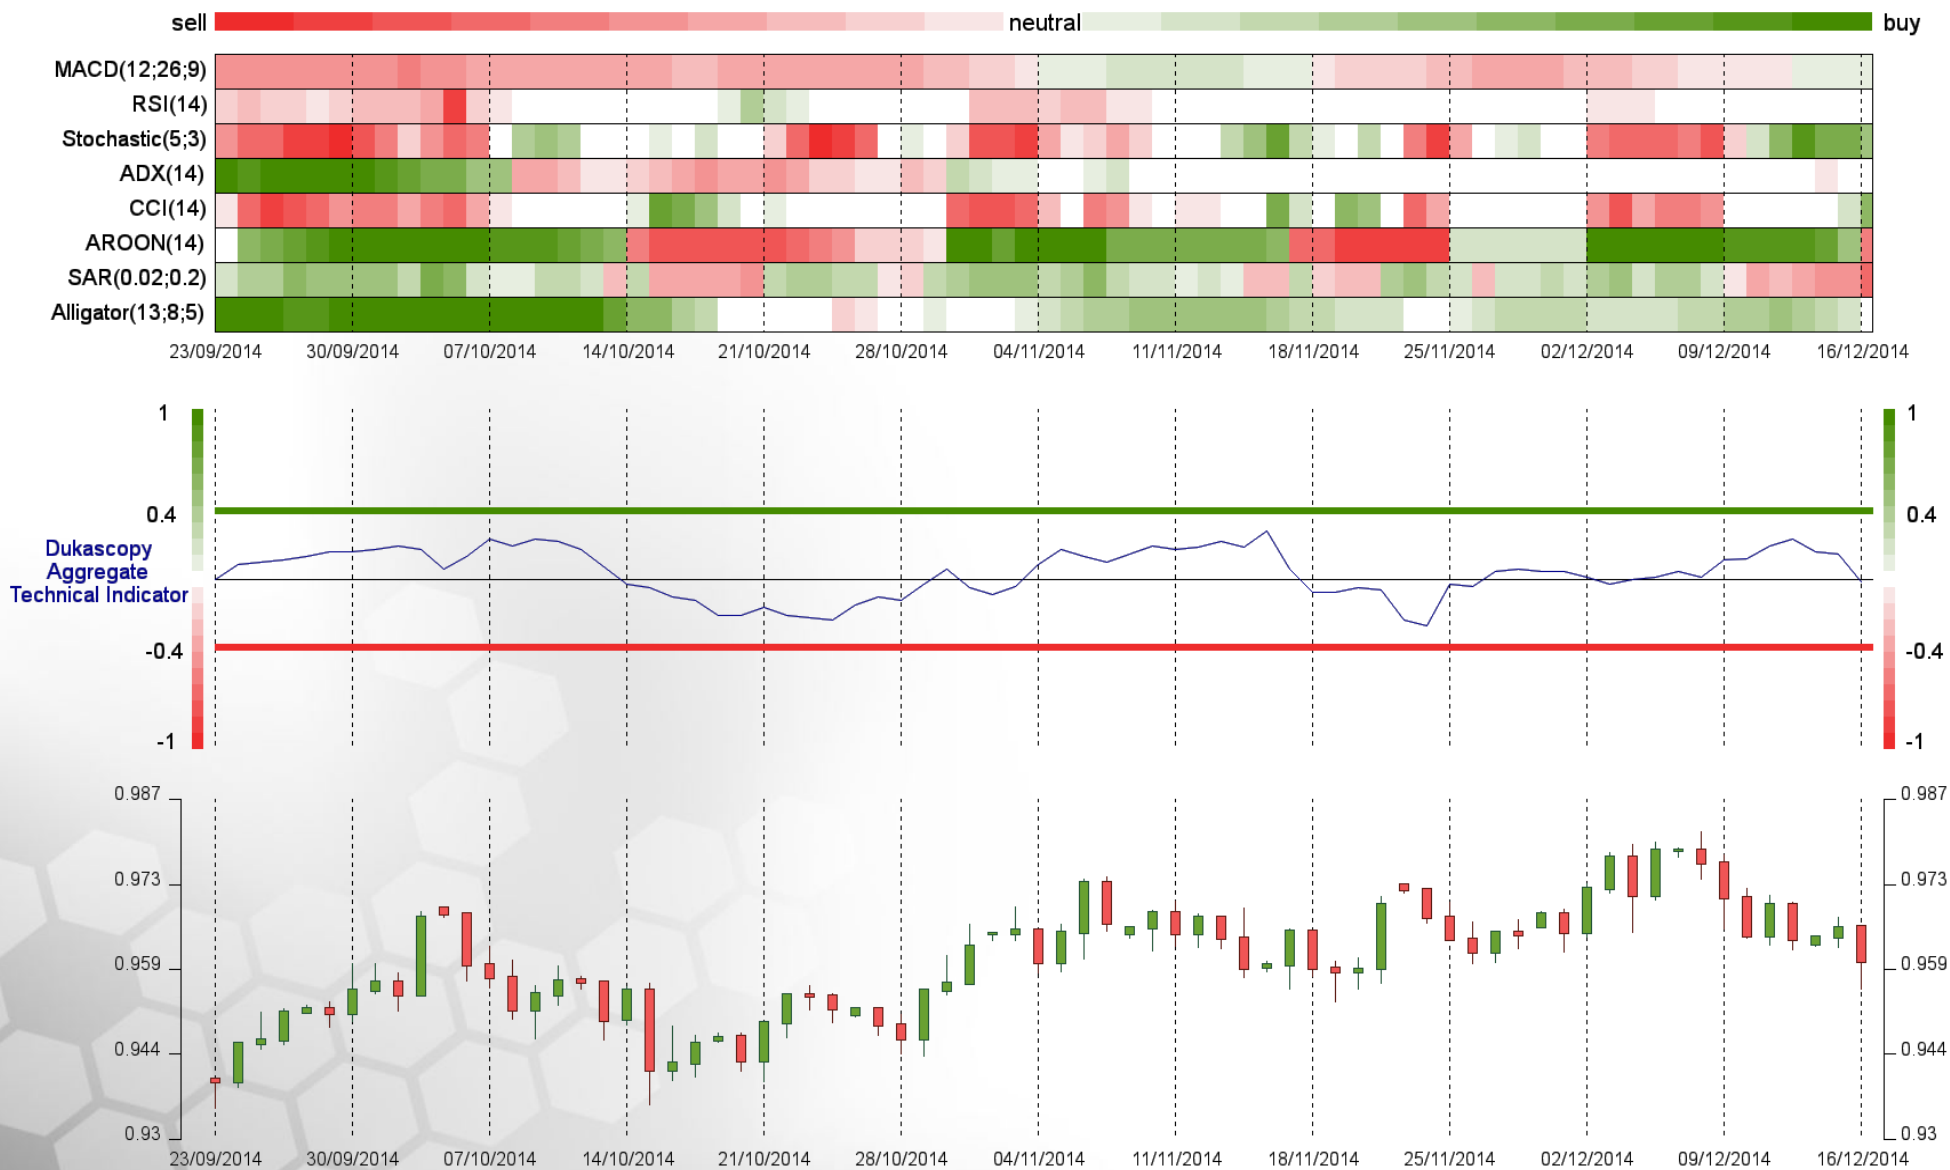 sell neutral buy
MACD(12;26;9)
RSI(14)
Stochastic(5;3)
ADX(14)
CCI(14)
AROON(14)
SAR(0.02;0.2)
Alligator(13;8;5)
23/09/2014 30/09/2014 07/10/2014 14/10/2014 21/10/2014 28/10/2014 04/11/2014 11/11/2014 18/11/2014 25/11/2014 02/12/2014 09/12/2014 16/12/2014
1 1
0.4 0.4
Dukascopy
Aggregate
Technical Indicator
-0.4 -0.4
-1 -1
0.987 0.987
0.973 0.973
0.959 0.959
0.944 0.944
0.93 0.93
23/09/2014 30/09/2014 07/10/2014 14/10/2014 21/10/2014 28/10/2014 04/11/2014 11/11/2014 18/11/2014 25/11/2014 02/12/2014 09/12/2014 16/12/2014